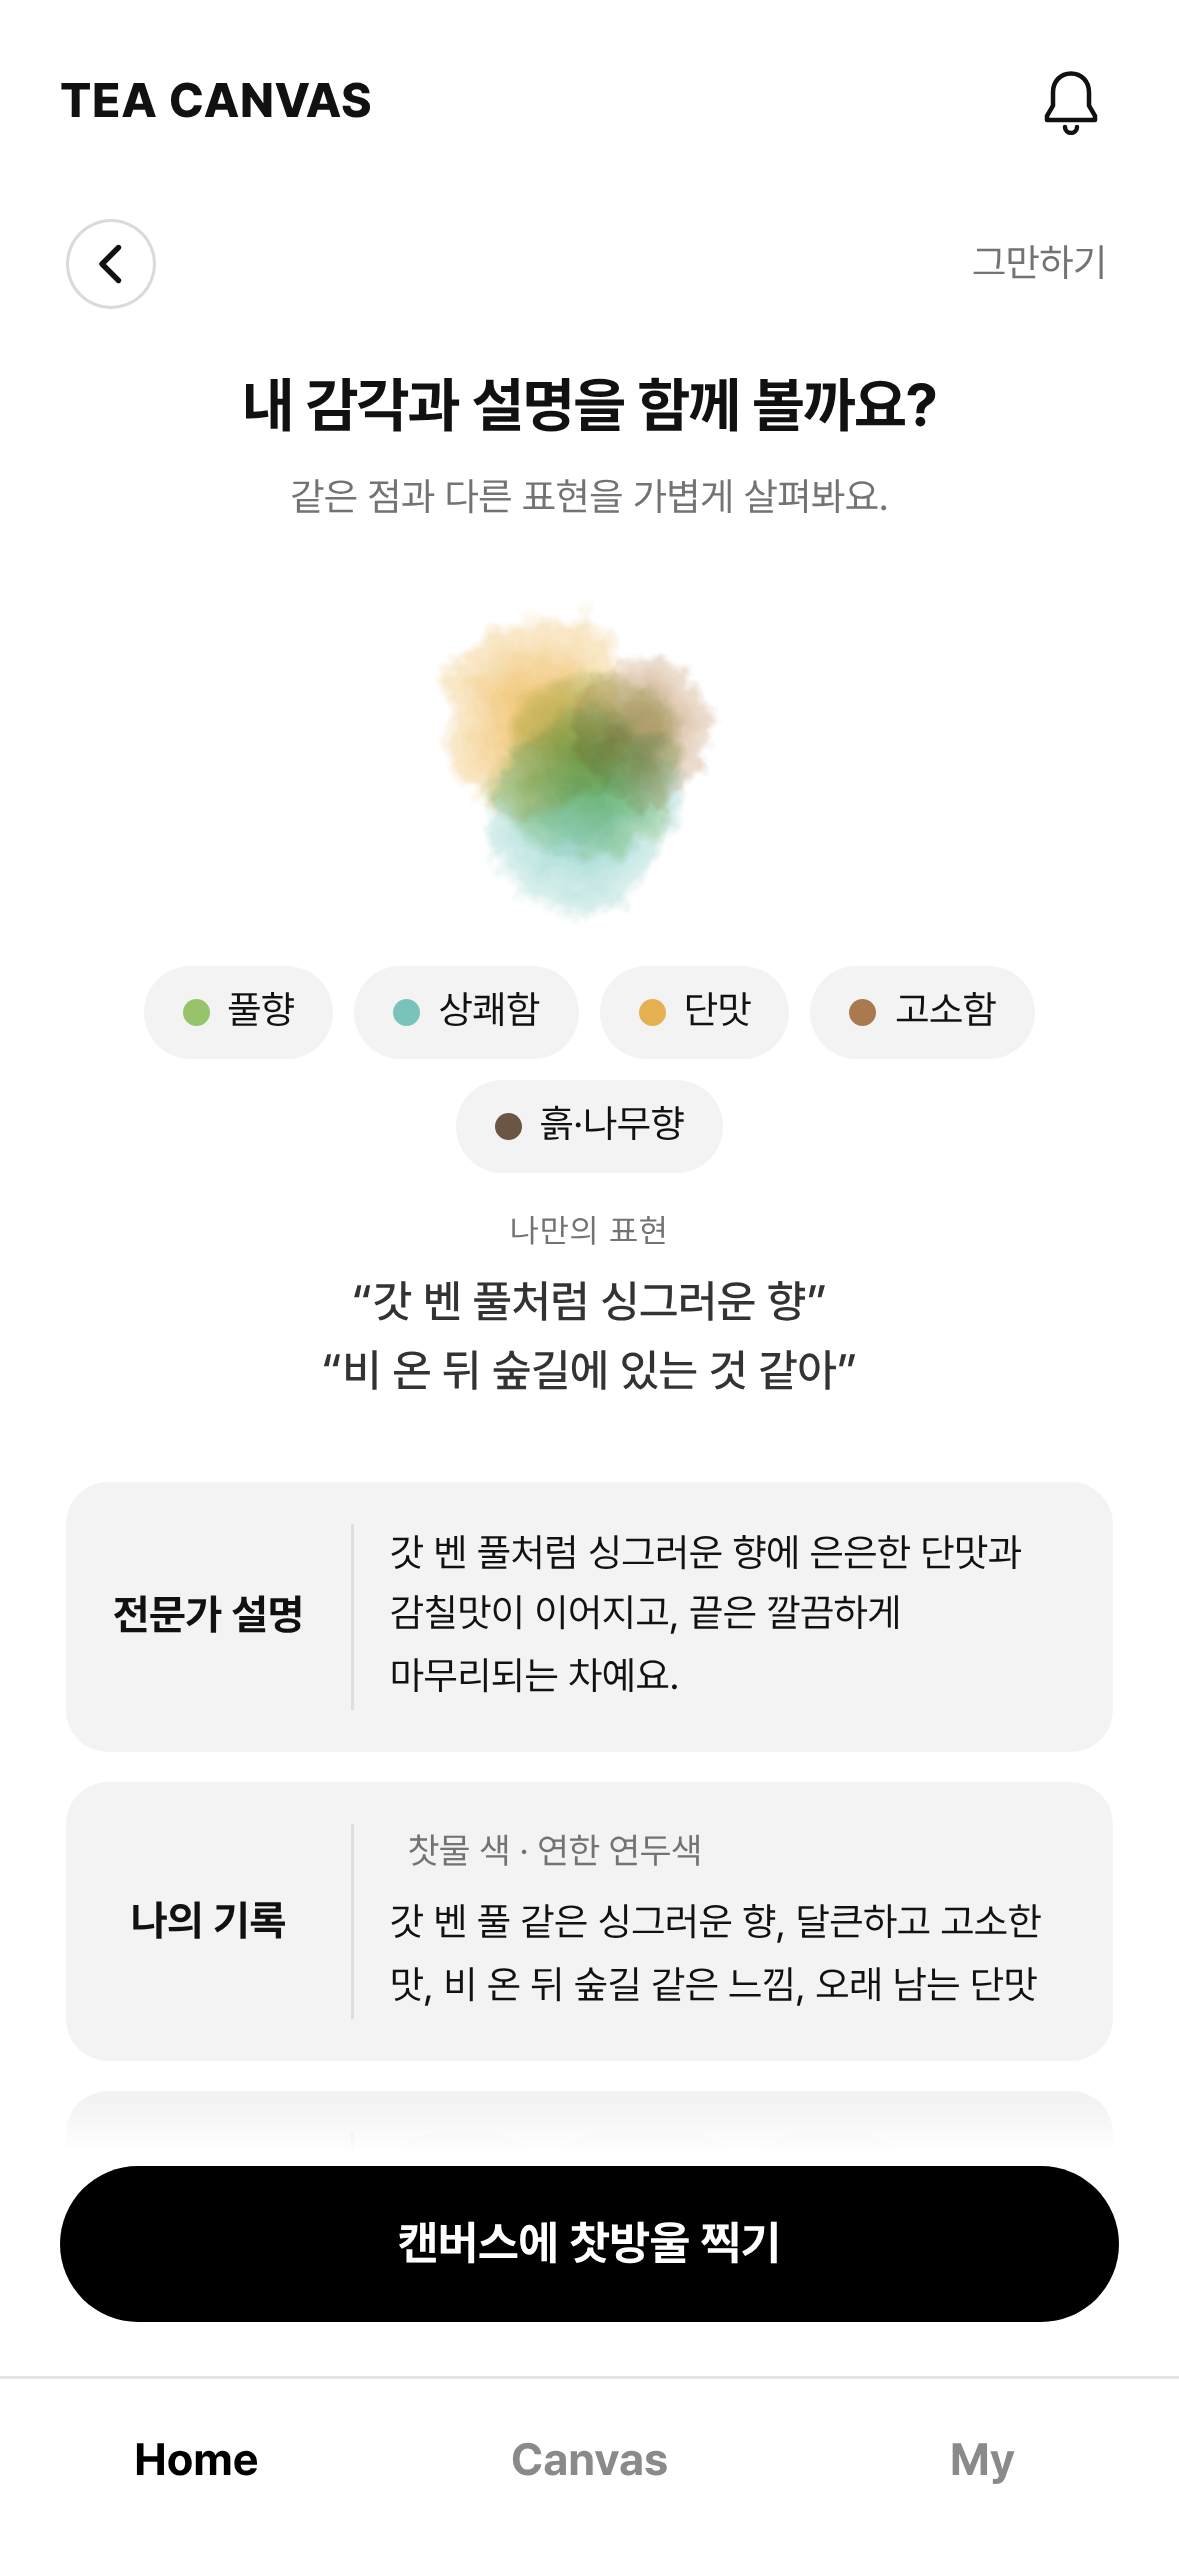 TEA CANVAS
그만하기
내 감각과 설명을 함께 볼까요?
같은 점과 다른 표현을 가볍게 살펴봐요.
풀향
상쾌함
단맛
고소함
흙·나무향
나만의 표현
“갓 벤 풀처럼 싱그러운 향”
“비 온 뒤 숲길에 있는 것 같아”
전문가 설명
갓 벤 풀처럼 싱그러운 향에 은은한 단맛과
감칠맛이 이어지고, 끝은 깔끔하게
마무리되는 차예요.
나의 기록
찻물 색 · 연한 연두색
갓 벤 풀 같은 싱그러운 향, 달큰하고 고소한
맛, 비 온 뒤 숲길 같은 느낌, 오래 남는 단맛
캔버스에 찻방울 찍기
Home
Canvas
My